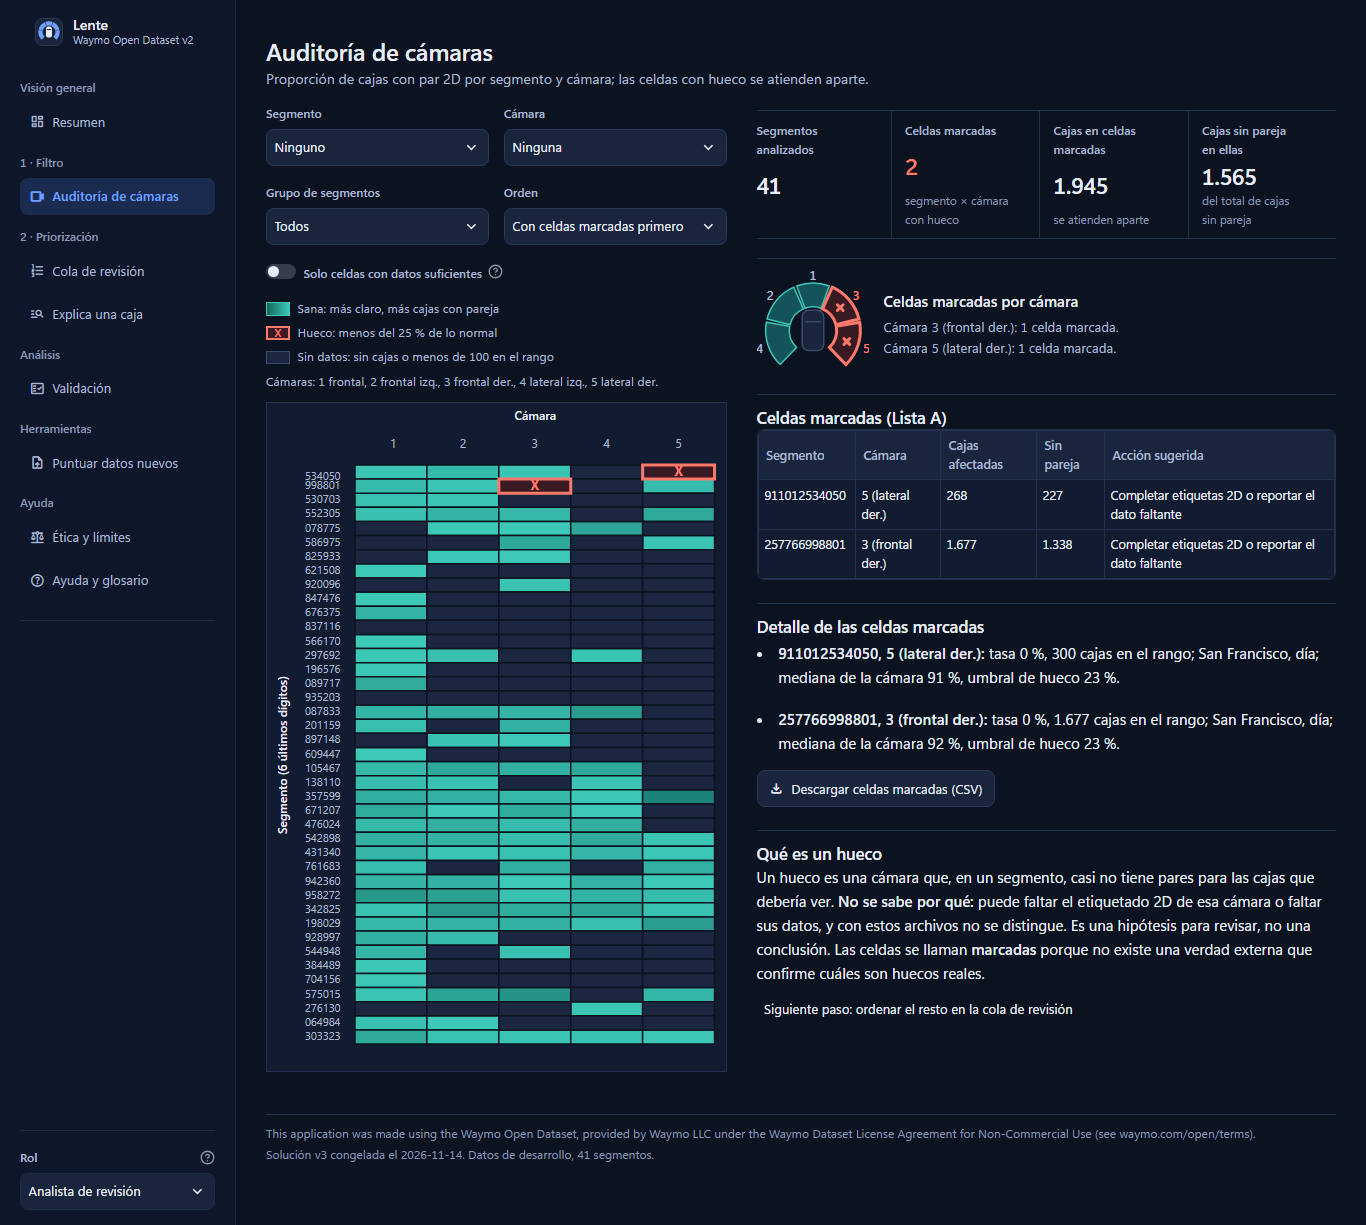 Lente
Waymo Open Dataset v2
Visión general
Resumen
1 · Filtro
Auditoría de cámaras
2 · Priorización
Cola de revisión
Explica una caja
Análisis
Validación
Herramientas
Puntuar datos nuevos
Ayuda
Ética y límites
Ayuda y glosario
Rol
Analista de revisión
Auditoría de cámaras
Proporción de cajas con par 2D por segmento y cámara; las celdas con hueco se atienden aparte.
Segmento
Ninguno
Cámara
Ninguna
Grupo de segmentos
Todos
Orden
Con celdas marcadas primero
Solo celdas con datos suficientes
Sana: más claro, más cajas con pareja
X
Hueco: menos del 25 % de lo normal
Sin datos: sin cajas o menos de 100 en el rango
Cámaras: 1 frontal, 2 frontal izq., 3 frontal der., 4 lateral izq., 5 lateral der.
Cámara
1 2 3 4 5
Segmento (6 últimos dígitos)
534050 X
998801 X
530703
552305
078775
586975
825933
621508
920096
847476
676375
837116
566170
297692
196576
089717
935203
087833
201159
897148
609447
105467
138110
357599
671207
476024
542898
431340
761683
942360
958272
342825
198029
928997
544948
384489
704156
575015
276130
064984
303323
Segmentos
analizados
41
Celdas marcadas
2
segmento × cámara
con hueco
Cajas en celdas
marcadas
1.945
se atienden aparte
Cajas sin pareja
en ellas
1.565
del total de cajas
sin pareja
1
2
3
4
5
Celdas marcadas por cámara
Cámara 3 (frontal der.): 1 celda marcada.
Cámara 5 (lateral der.): 1 celda marcada.
Celdas marcadas (Lista A)
Segmento
Cámara
Cajas
afectadas
Sin
pareja
Acción sugerida
911012534050
5 (lateral
der.)
268
227
Completar etiquetas 2D o reportar el
dato faltante
257766998801
3 (frontal
der.)
1.677
1.338
Completar etiquetas 2D o reportar el
dato faltante
Detalle de las celdas marcadas
• 911012534050, 5 (lateral der.): tasa 0 %, 300 cajas en el rango; San Francisco, día;
mediana de la cámara 91 %, umbral de hueco 23 %.
• 257766998801, 3 (frontal der.): tasa 0 %, 1.677 cajas en el rango; San Francisco, día;
mediana de la cámara 92 %, umbral de hueco 23 %.
Descargar celdas marcadas (CSV)
Qué es un hueco
Un hueco es una cámara que, en un segmento, casi no tiene pares para las cajas que
debería ver. No se sabe por qué: puede faltar el etiquetado 2D de esa cámara o faltar
sus datos, y con estos archivos no se distingue. Es una hipótesis para revisar, no una
conclusión. Las celdas se llaman marcadas porque no existe una verdad externa que
confirme cuáles son huecos reales.
Siguiente paso: ordenar el resto en la cola de revisión
This application was made using the Waymo Open Dataset, provided by Waymo LLC under the Waymo Dataset License Agreement for Non-Commercial Use (see waymo.com/open/terms).
Solución v3 congelada el 2026-11-14. Datos de desarrollo, 41 segmentos.